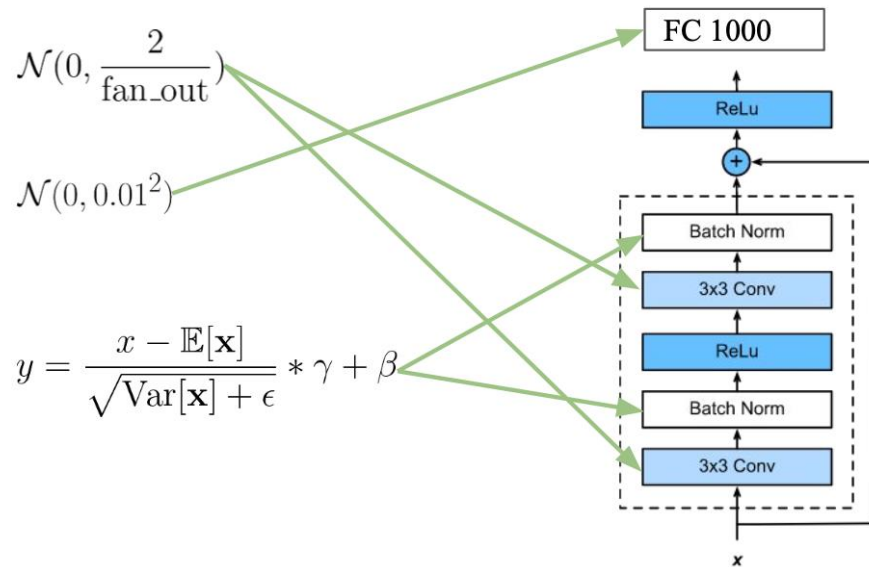 FC 1000
𝒩(0, 2/fan_out)
ReLu
+
𝒩(0, 0.01²)
Batch Norm
3x3 Conv
ReLu
y = (x − 𝔼[𝐱]) / √(Var[𝐱] + ϵ) ∗ γ + β
Batch Norm
3x3 Conv
x